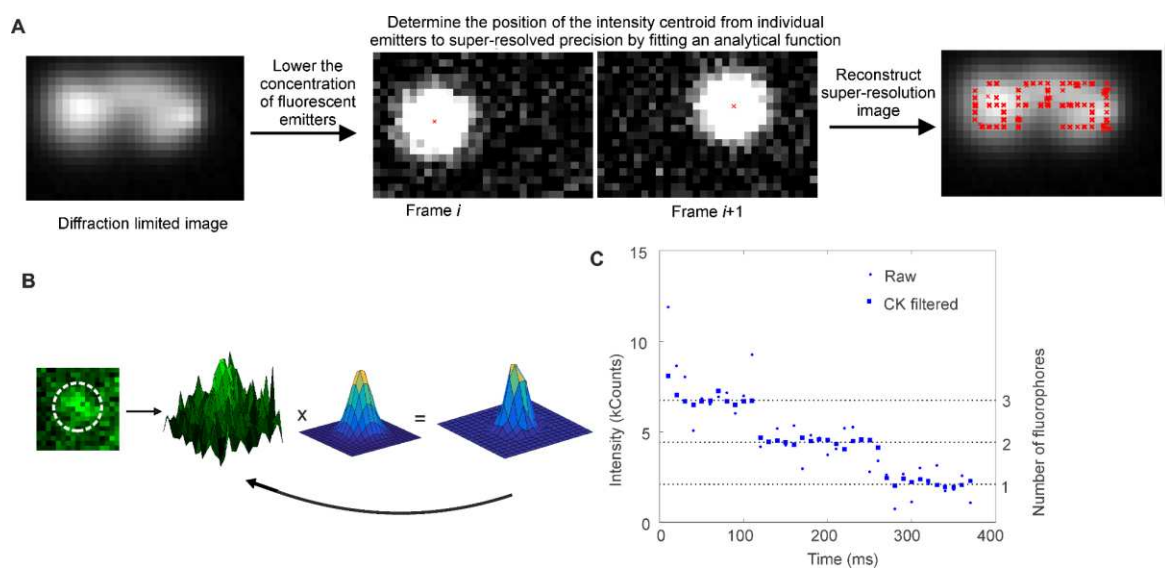 A
Determine the position of the intensity centroid from individual
emitters to super-resolved precision by fitting an analytical function
Lower the
concentration
of fluorescent
emitters
Reconstruct
super-resolution
image
Diffraction limited image
Frame i
Frame i+1
B
x
=
C
15
10
5
0
Intensity (kCounts)
Raw
CK filtered
3
2
1
Number of fluorophores
0
100
200
300
400
Time (ms)